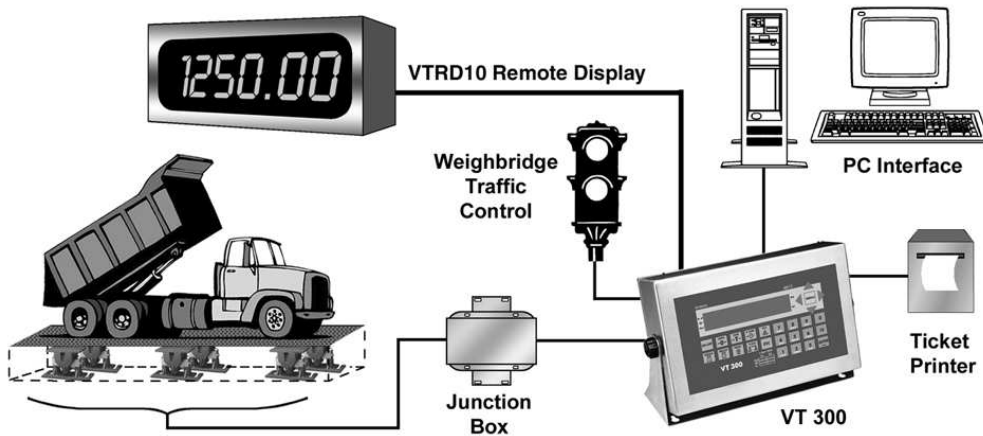 1250.00
VTRD10 Remote Display
Weighbridge
Traffic
Control
PC Interface
Junction
Box
VT 300
VT 300
Ticket
Printer